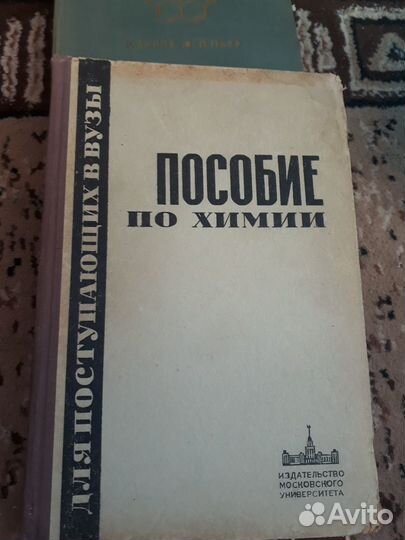 ДЛЯ ПОСТУПАЮЩИХ В ВУЗЫ
ПОСОБИЕ
ПО ХИМИИ
ИЗДАТЕЛЬСТВО
МОСКОВСКОГО
УНИВЕРСИТЕТА
Avito